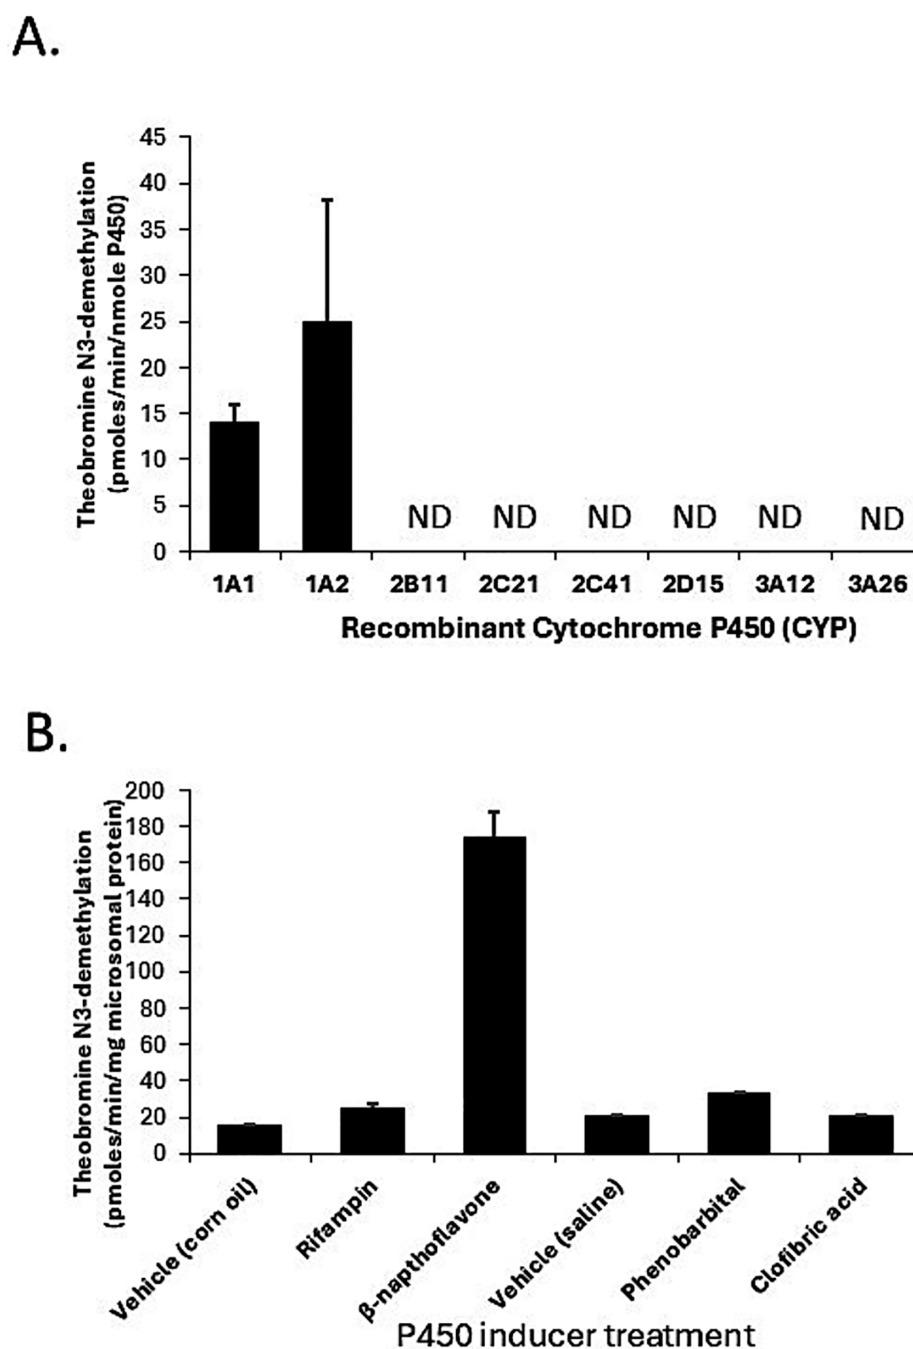 A.
Theobromine N3-demethylation
(pmoles/min/nmole P450)
45
40
35
30
25
20
15
10
5
0
ND ND ND ND ND ND
1A1 1A2 2B11 2C21 2C41 2D15 3A12 3A26
Recombinant Cytochrome P450 (CYP)
B.
Theobromine N3-demethylation
(pmoles/min/mg microsomal protein)
200
180
160
140
120
100
80
60
40
20
0
Vehicle (corn oil)
Rifampin
β-napthoflavone
Vehicle (saline)
Phenobarbital
Clofibric acid
P450 inducer treatment